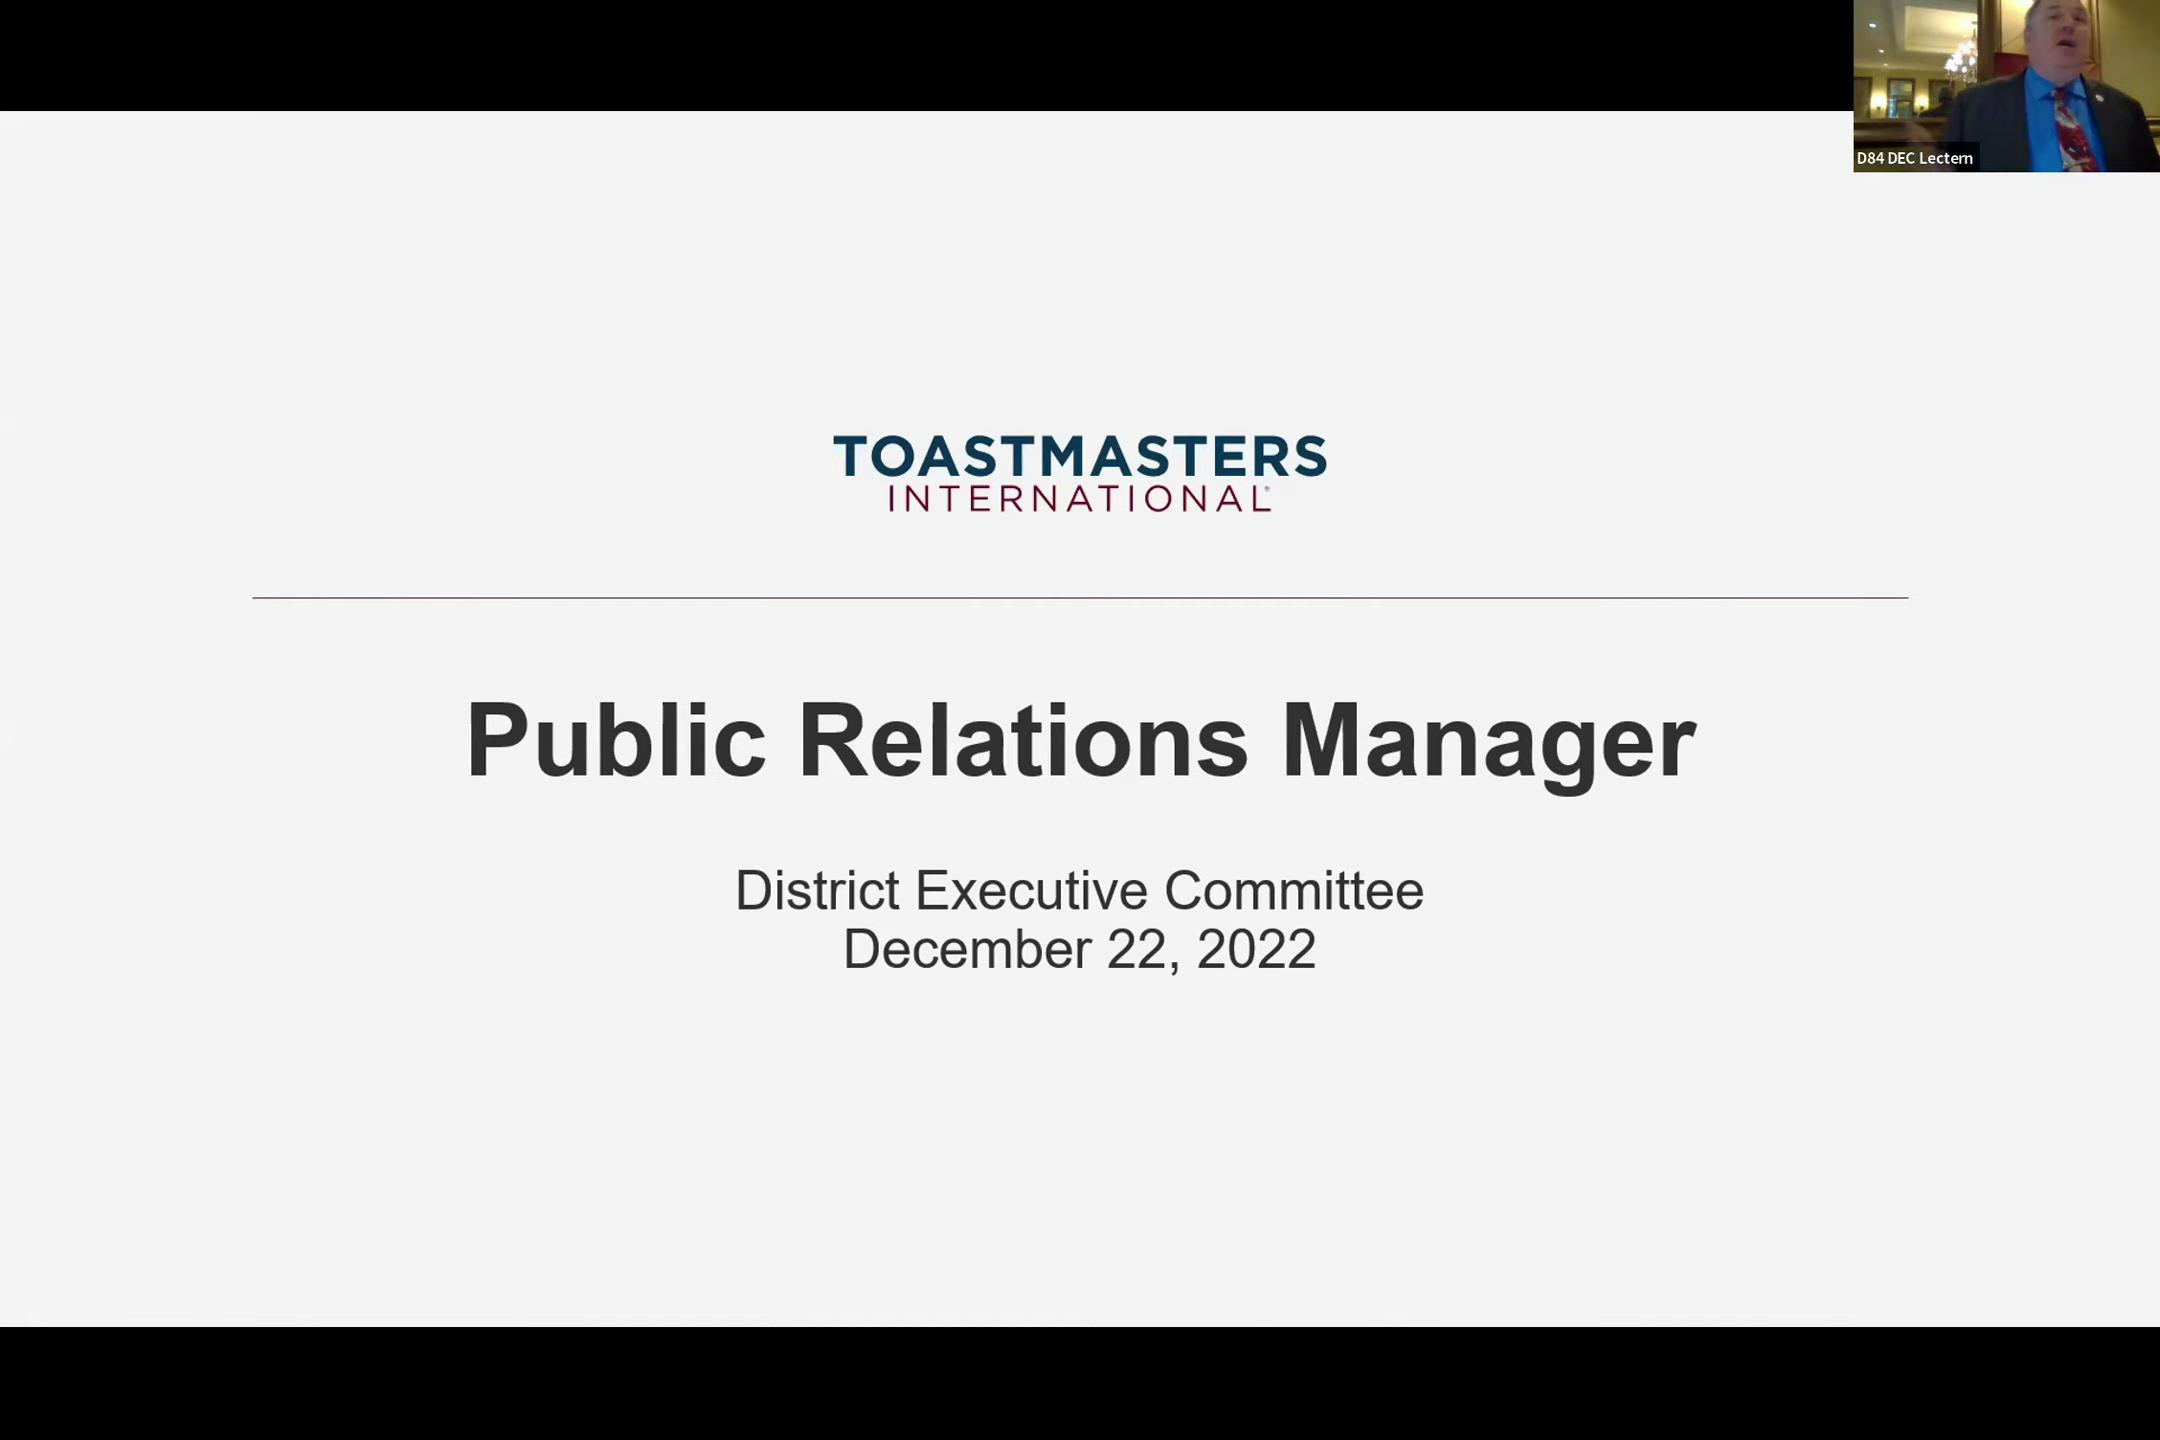 D84 DEC Lectern
TOASTMASTERS
INTERNATIONAL®
Public Relations Manager
District Executive Committee
December 22, 2022